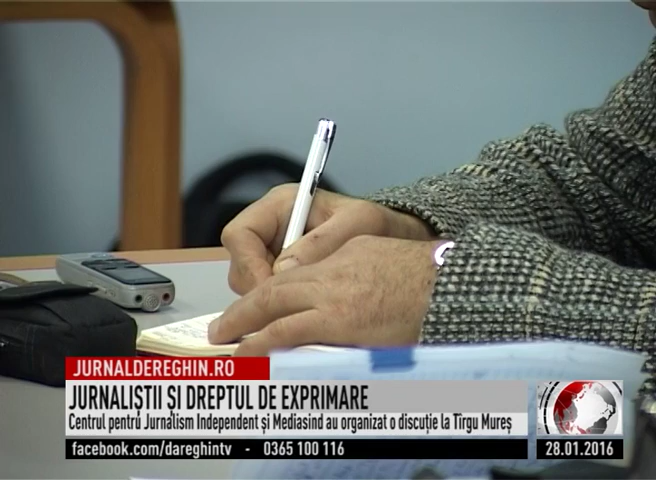 JURNALDEREGHIN.RO
JURNALIȘTII ȘI DREPTUL DE EXPRIMARE
Centrul pentru Jurnalism Independent și Mediasind au organizat o discuție la Tîrgu Mureș
facebook.com/dareghintv - 0365 100 116
28.01.2016